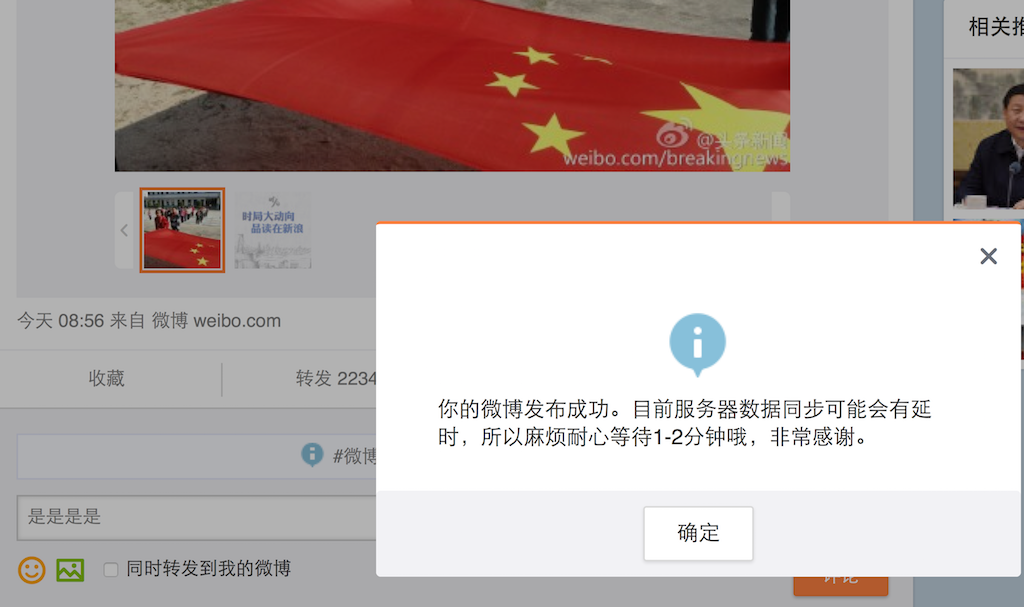 相关推
@头条新闻
weibo.com/breakingnews
时局大动向
品读在新浪
今天 08:56 来自 微博 weibo.com
收藏
转发 2234
你的微博发布成功。目前服务器数据同步可能会有延
时，所以麻烦耐心等待1-2分钟哦，非常感谢。
#微博
是是是是
确定
同时转发到我的微博
评论